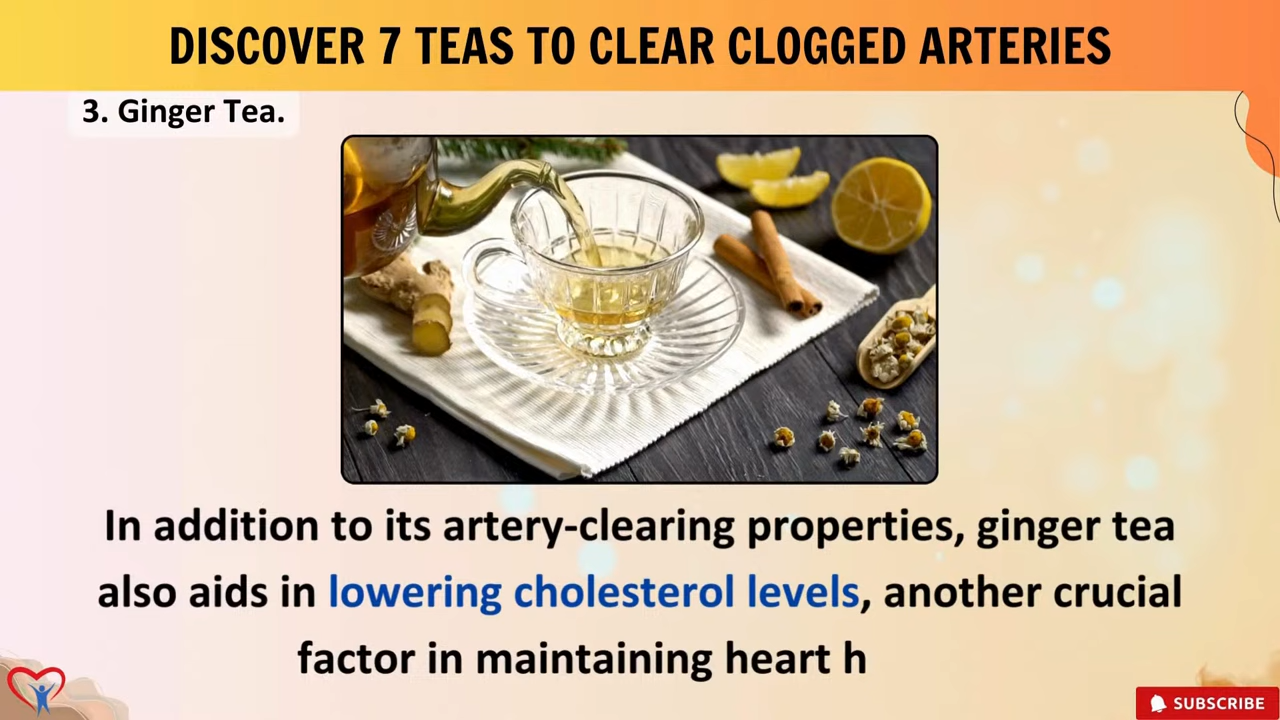 DISCOVER 7 TEAS TO CLEAR CLOGGED ARTERIES
3. Ginger Tea.
In addition to its artery-clearing properties, ginger tea
also aids in lowering cholesterol levels, another crucial
factor in maintaining heart h
SUBSCRIBE